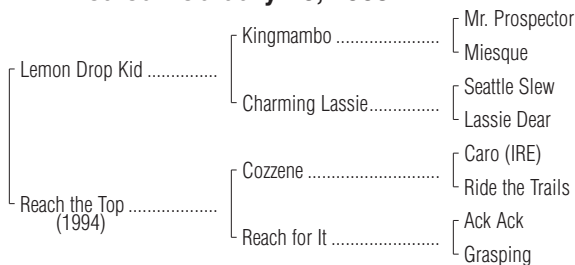 Mr. Prospector
Kingmambo ....................
Miesque
Lemon Drop Kid ...............
Seattle Slew
Charming Lassie...............
Lassie Dear
Caro (IRE)
Cozzene ............................
Ride the Trails
Reach the Top ...................
(1994)
Ack Ack
Reach for It .......................
Grasping